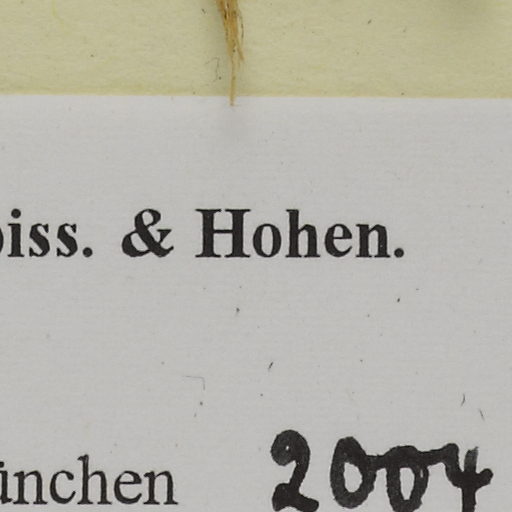 oiss. & Hohen.
ünchen 2004